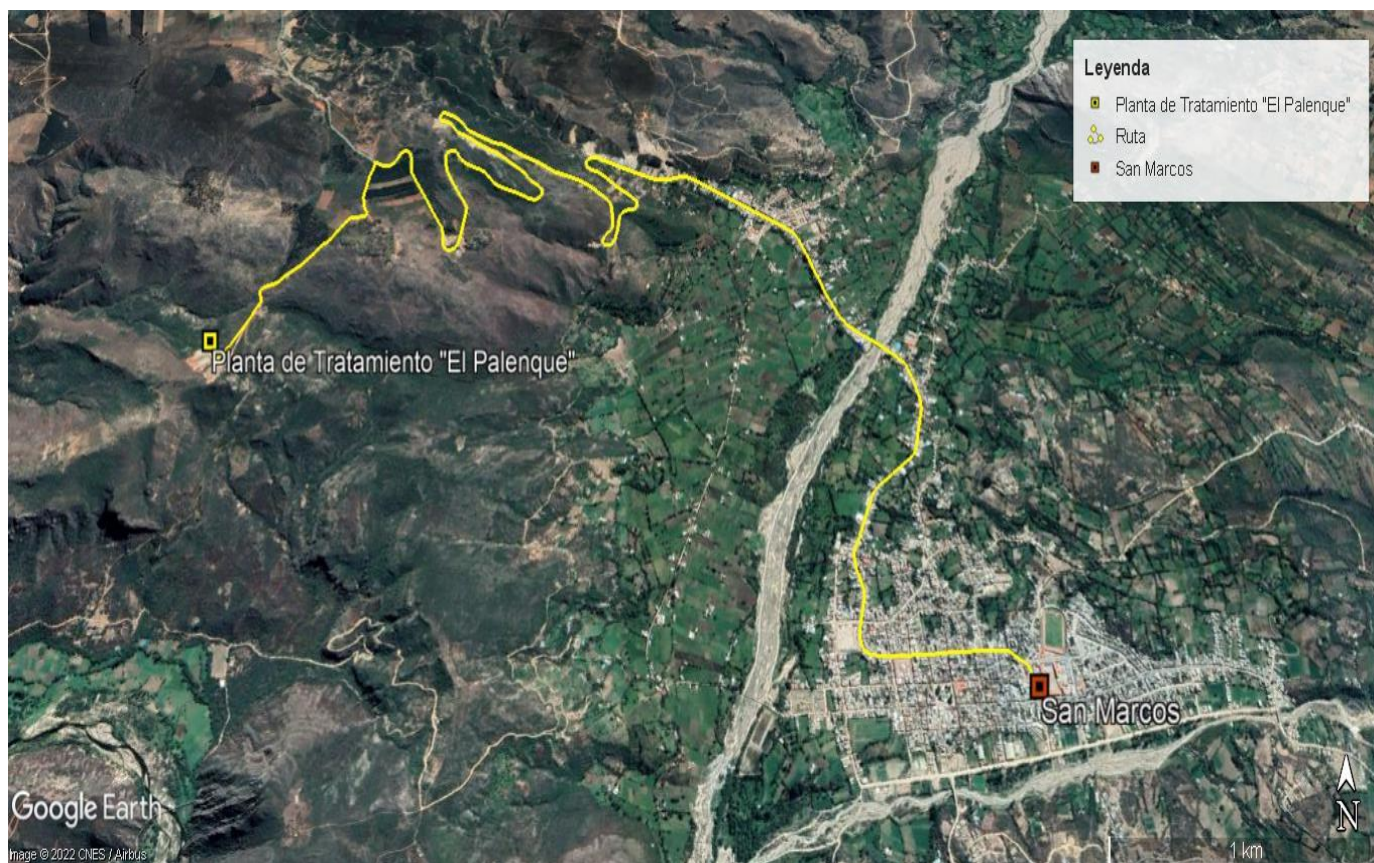 Leyenda
Planta de Tratamiento "El Palenque"
Ruta
San Marcos
Planta de Tratamiento "El Palenque"
San Marcos
N
Google Earth
Image © 2022 CNES / Airbus
1 km